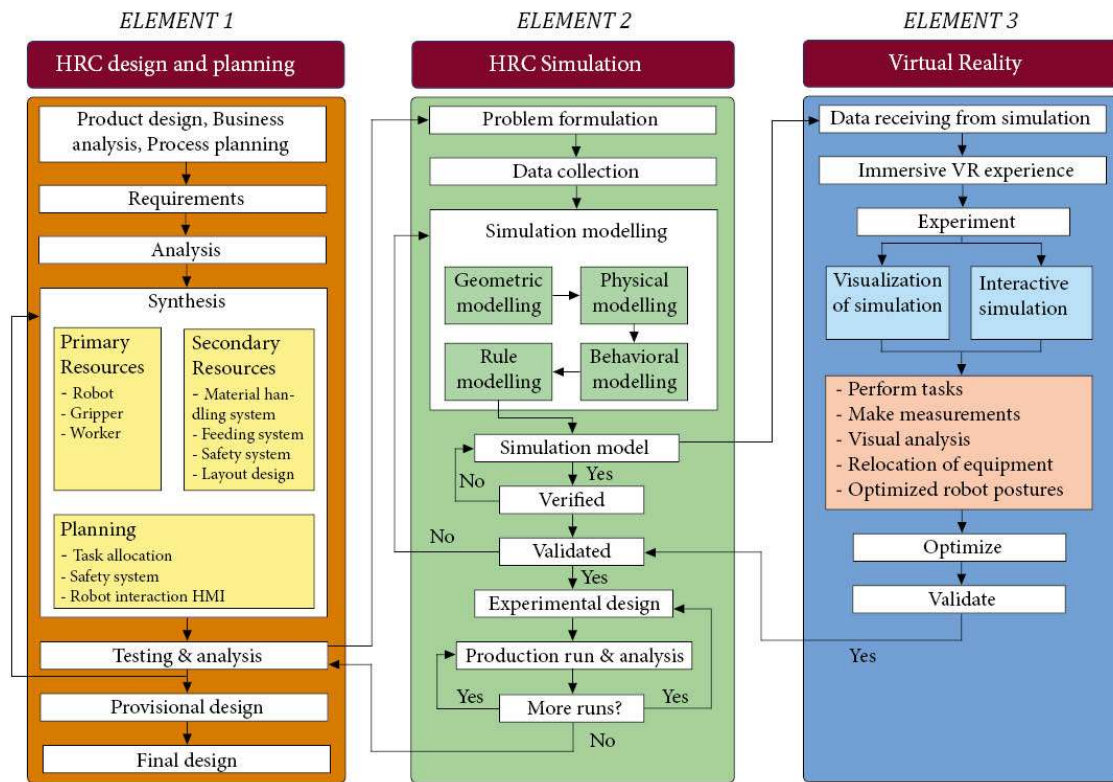 ELEMENT 1
HRC design and planning
Product design, Business
analysis, Process planning
Requirements
Analysis
Synthesis
Primary
Resources
- Robot
- Gripper
- Worker
Secondary
Resources
- Material han-
dling system
- Feeding system
- Safety system
- Layout design
Planning
- Task allocation
- Safety system
- Robot interaction HMI
Testing & analysis
Provisional design
Final design
ELEMENT 2
HRC Simulation
Problem formulation
Data collection
Simulation modelling
Geometric
modelling
Physical
modelling
Rule
modelling
Behavioral
modelling
Simulation model
No
Yes
Verified
No
Validated
Yes
Experimental design
Production run & analysis
Yes
More runs?
Yes
No
ELEMENT 3
Virtual Reality
Data receiving from simulation
Immersive VR experience
Experiment
Visualization
of simulation
Interactive
simulation
- Perform tasks
- Make measurements
- Visual analysis
- Relocation of equipment
- Optimized robot postures
Optimize
Validate
Yes